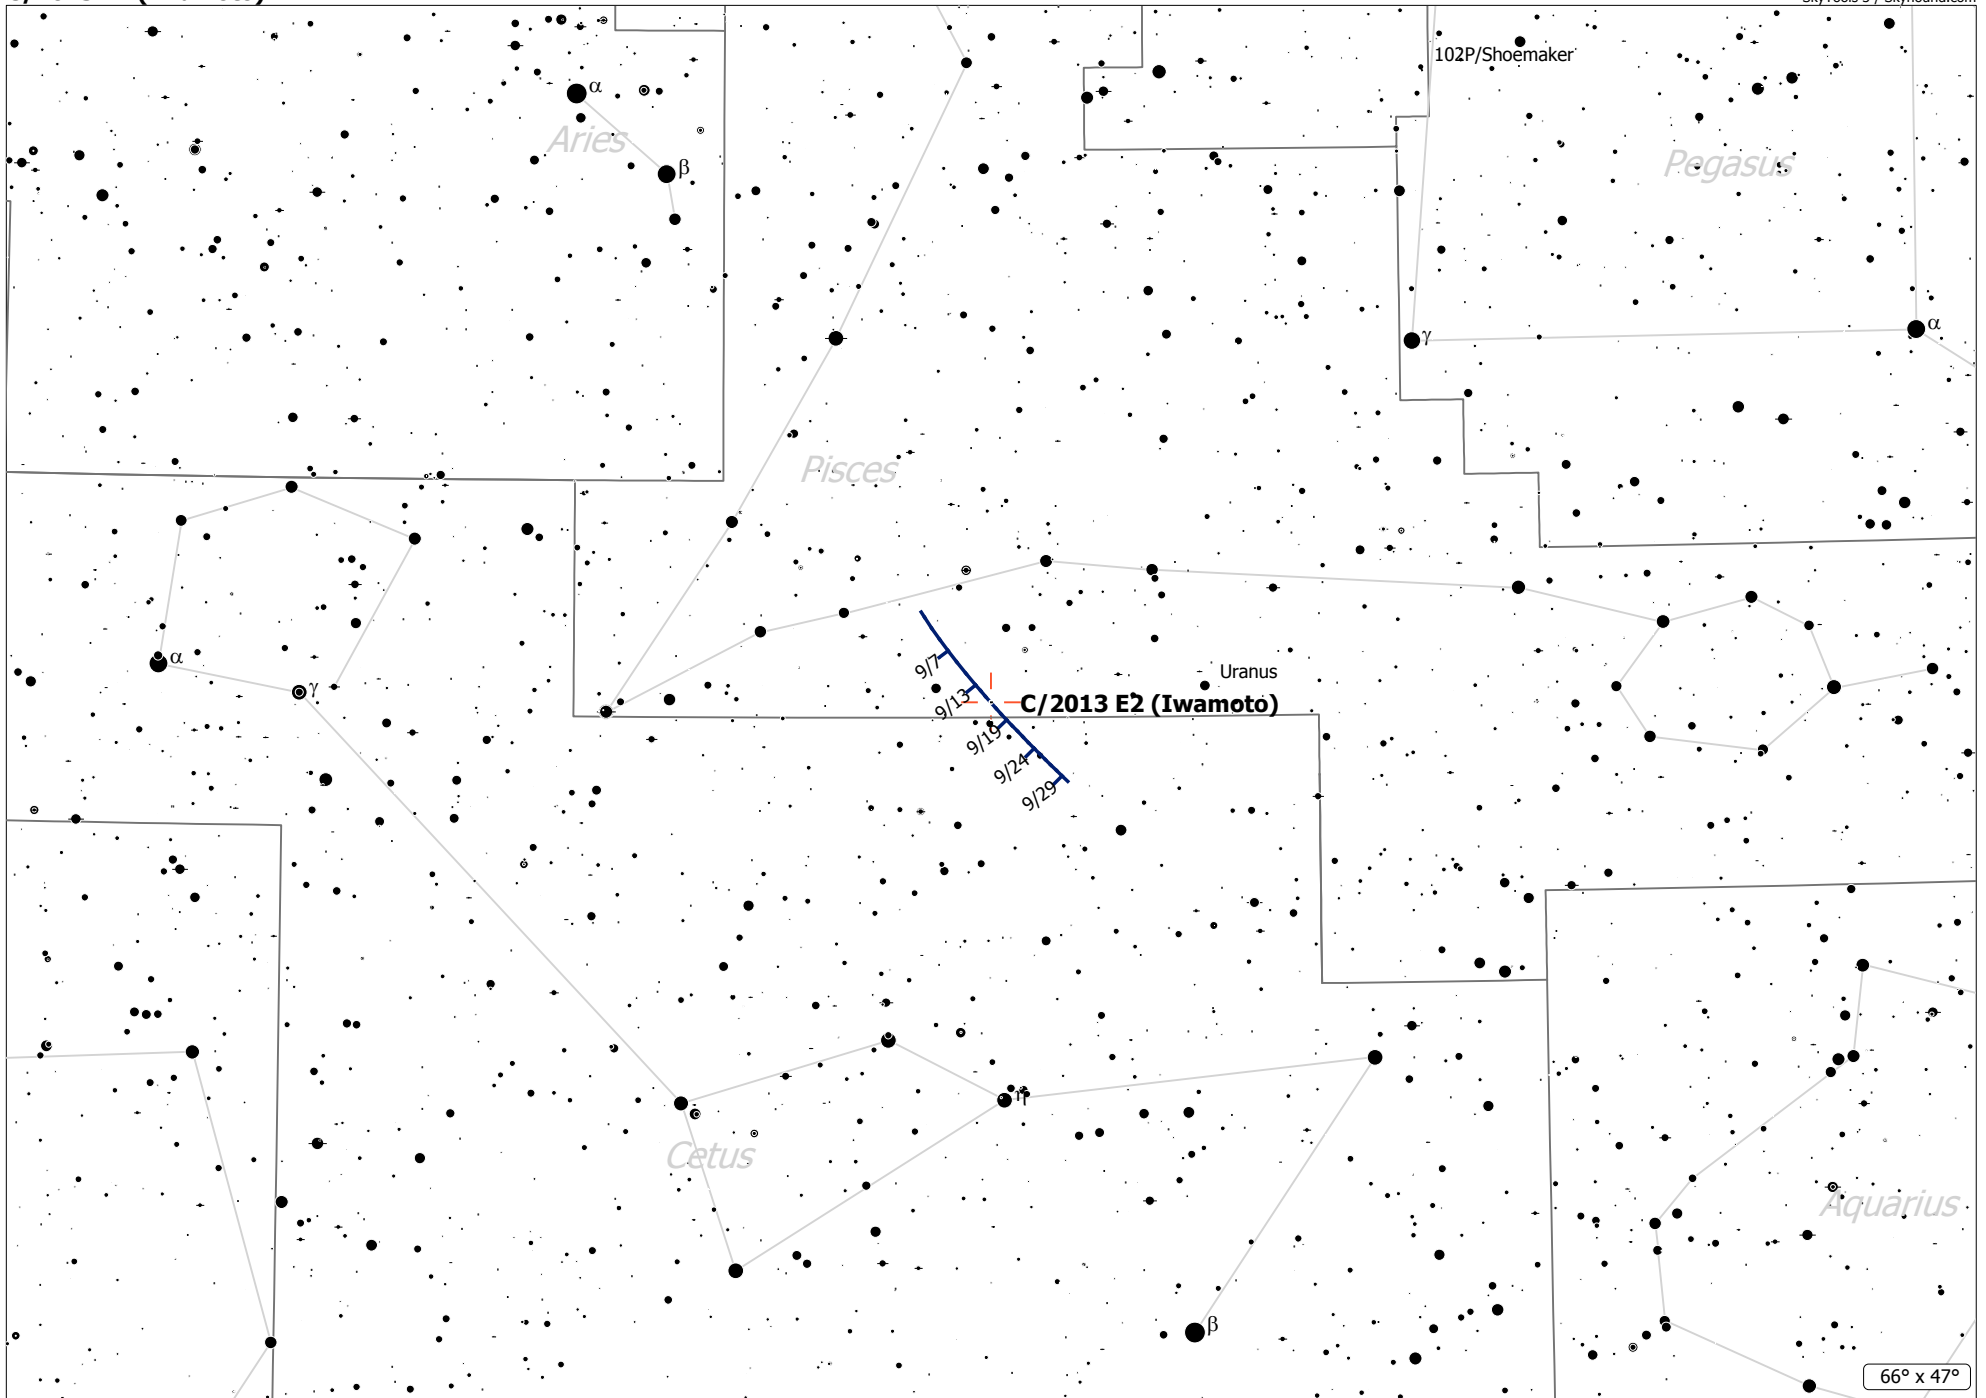 102P/Shoemaker
α
Aries
β
Pegasus
α
γ
Pisces
α
γ
9/7
Uranus
9/13
C/2013 E2 (Iwamoto)
9/19
9/24
9/29
η
Cetus
Aquarius
β
66° x 47°